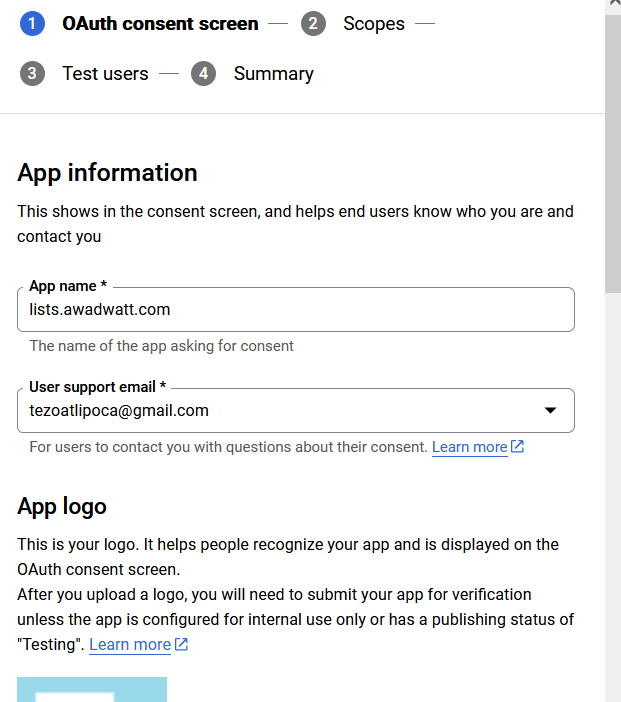 1 OAuth consent screen — 2 Scopes —
3 Test users — 4 Summary
App information
This shows in the consent screen, and helps end users know who you are and
contact you
App name *
lists.awadwatt.com
The name of the app asking for consent
User support email *
tezoatlipoca@gmail.com
For users to contact you with questions about their consent. Learn more
App logo
This is your logo. It helps people recognize your app and is displayed on the
OAuth consent screen.
After you upload a logo, you will need to submit your app for verification
unless the app is configured for internal use only or has a publishing status of
"Testing". Learn more